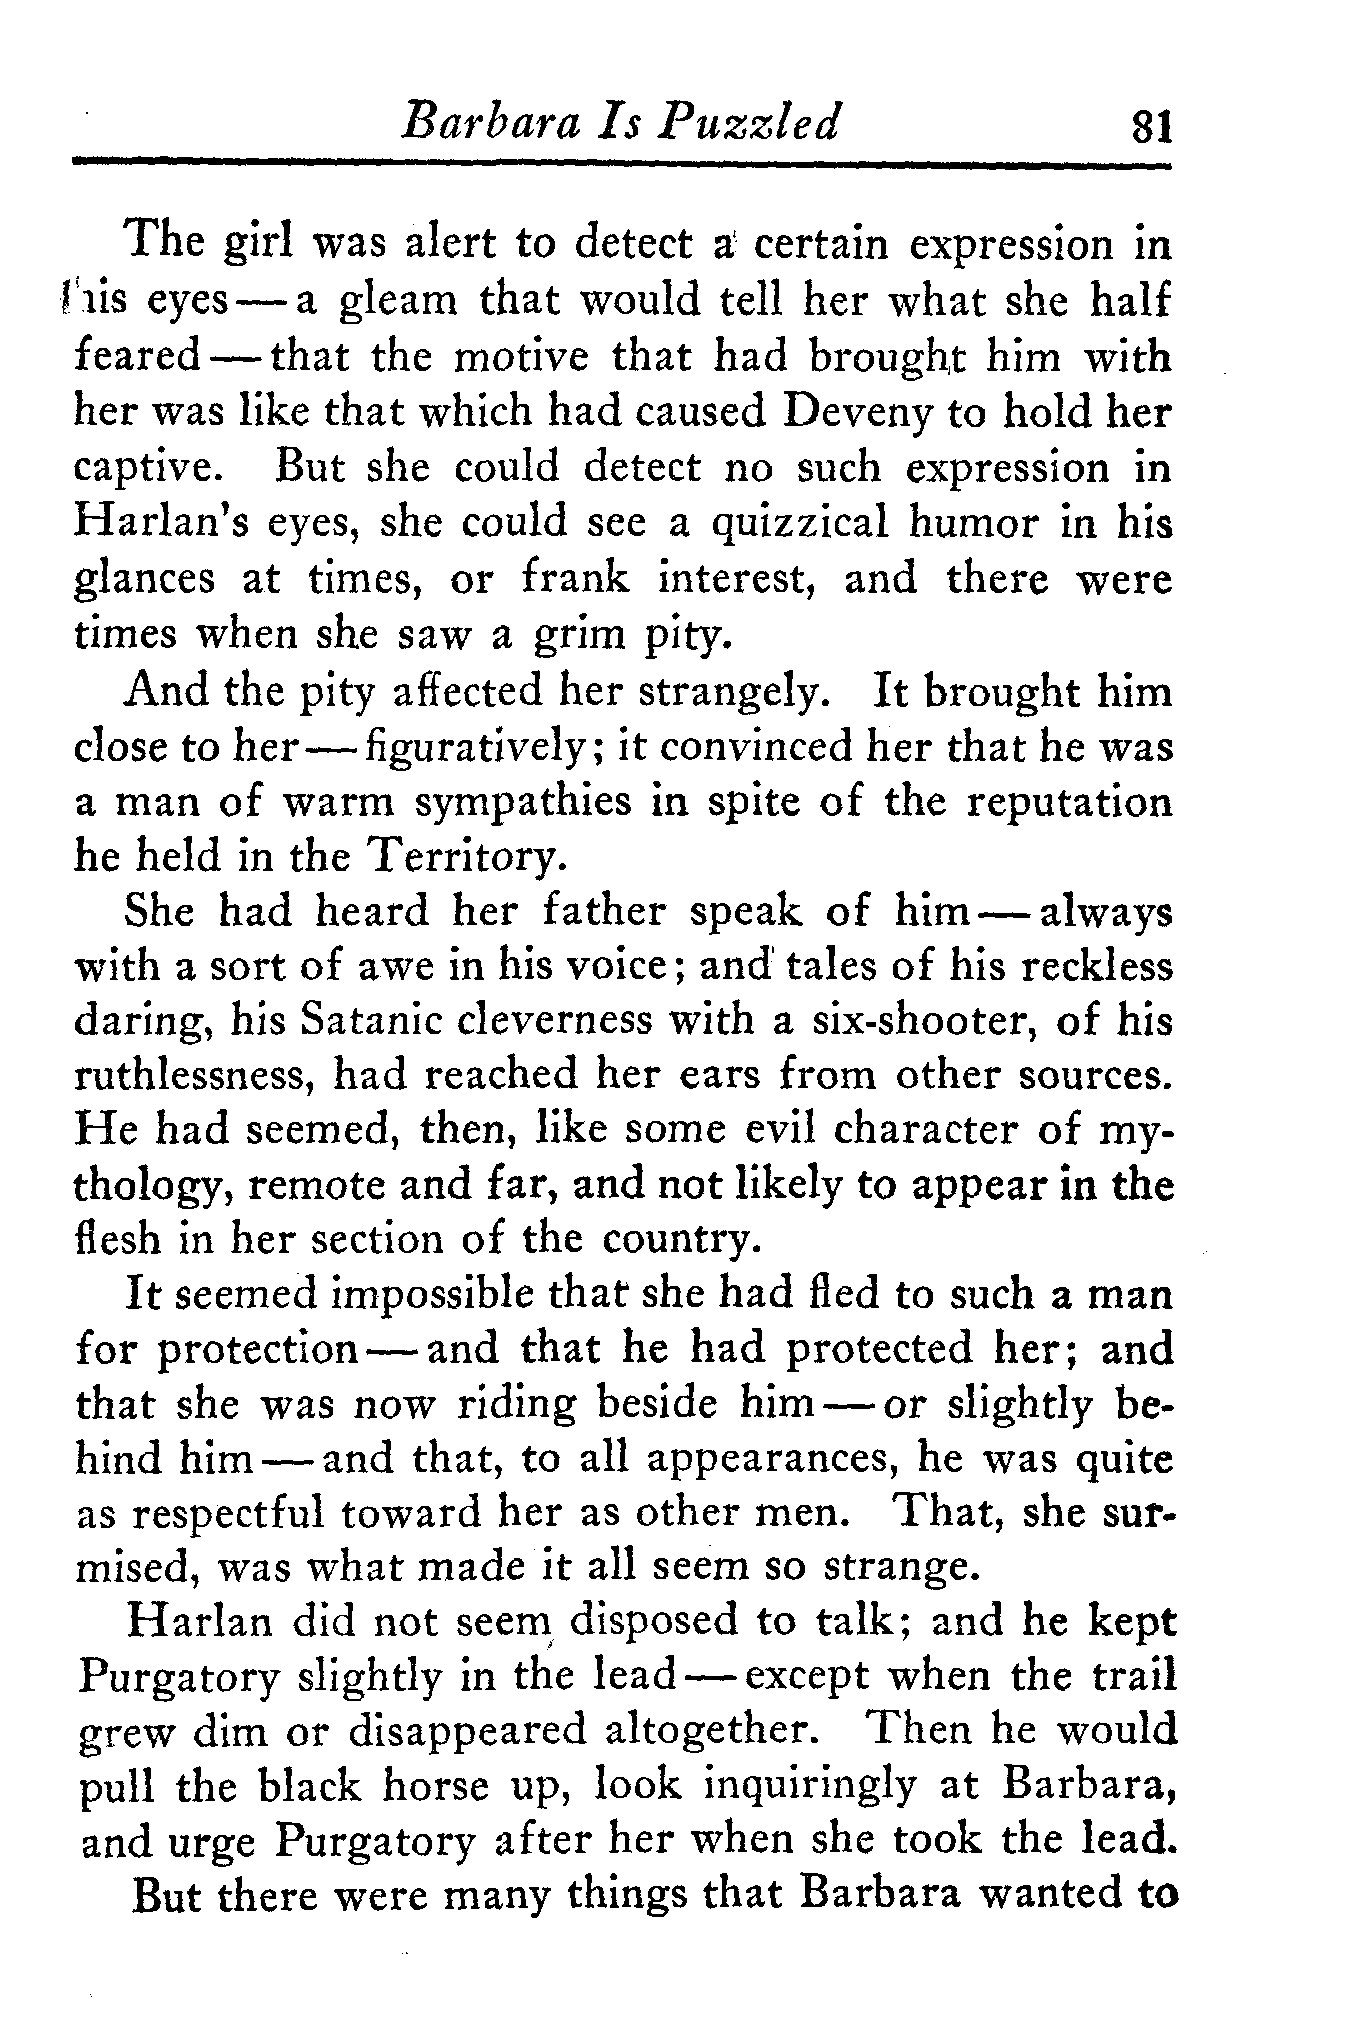 Barbara Is Puzzled 81
The girl was alert to detect a certain expression in
his eyes — a gleam that would tell her what she half
feared — that the motive that had brought him with
her was like that which had caused Deveny to hold her
captive. But she could detect no such expression in
Harlan's eyes, she could see a quizzical humor in his
glances at times, or frank interest, and there were
times when she saw a grim pity.
And the pity affected her strangely. It brought him
close to her — figuratively; it convinced her that he was
a man of warm sympathies in spite of the reputation
he held in the Territory.
She had heard her father speak of him — always
with a sort of awe in his voice; and tales of his reckless
daring, his Satanic cleverness with a six-shooter, of his
ruthlessness, had reached her ears from other sources.
He had seemed, then, like some evil character of my-
thology, remote and far, and not likely to appear in the
flesh in her section of the country.
It seemed impossible that she had fled to such a man
for protection — and that he had protected her; and
that she was now riding beside him — or slightly be-
hind him — and that, to all appearances, he was quite
as respectful toward her as other men. That, she sur-
mised, was what made it all seem so strange.
Harlan did not seem disposed to talk; and he kept
Purgatory slightly in the lead — except when the trail
grew dim or disappeared altogether. Then he would
pull the black horse up, look inquiringly at Barbara,
and urge Purgatory after her when she took the lead.
But there were many things that Barbara wanted to